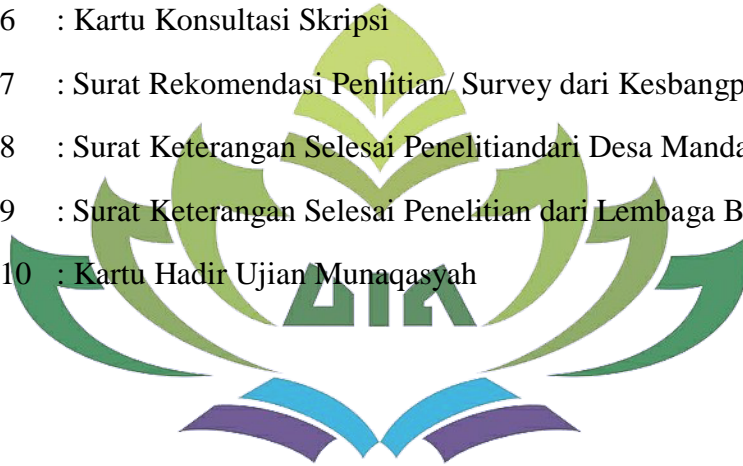 6 : Kartu Konsultasi Skripsi
7 : Surat Rekomendasi Penlitian/ Survey dari Kesbangp
8 : Surat Keterangan Selesai Penelitiandari Desa Manda
9 : Surat Keterangan Selesai Penelitian dari Lembaga B
10 : Kartu Hadir Ujian Munaqasyah